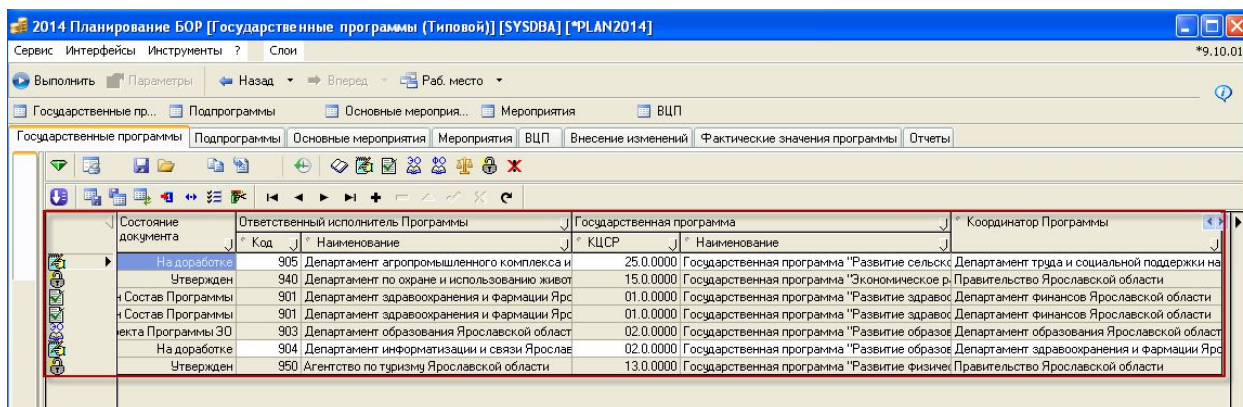 2014 Планирование БОР [Государственные программы (Типовой)] [SYSDBA] [*PLAN2014]
Сервис Интерфейсы Инструменты ? Слои *9.10.01
Выполнить Параметры Назад Вперед Раб. место
Государственные пр... Подпрограммы Основные мероприя... Мероприятия ВЦП
Государственные программы Подпрограммы Основные мероприятия Мероприятия ВЦП Внесение изменений Фактические значения программы Отчеты
Состояние документа Ответственный исполнитель Программы Государственная программа Координатор Программы
Код Наименование КЦСР Наименование
На доработке 905 Департамент агропромышленного комплекса и 25.0.0000 Государственная программа "Развитие сельско Департамент труда и социальной поддержки на
Утвержден 940 Департамент по охране и использованию живот 15.0.0000 Государственная программа "Экономическое р Правительство Ярославской области
н Состав Программы 901 Департамент здравоохранения и фармации Ярс 01.0.0000 Государственная программа "Развитие здравос Департамент финансов Ярославской области
н Состав Программы 901 Департамент здравоохранения и фармации Ярс 01.0.0000 Государственная программа "Развитие здравос Департамент финансов Ярославской области
екта Программы ЭО 903 Департамент образования Ярославской област 02.0.0000 Государственная программа "Развитие образов Департамент образования Ярославской област
На доработке 904 Департамент информатизации и связи Ярослав 02.0.0000 Государственная программа "Развитие образов Департамент здравоохранения и фармации Ярс
Утвержден 950 Агентство по туризму Ярославской области 13.0.0000 Государственная программа "Развитие физичес Правительство Ярославской области